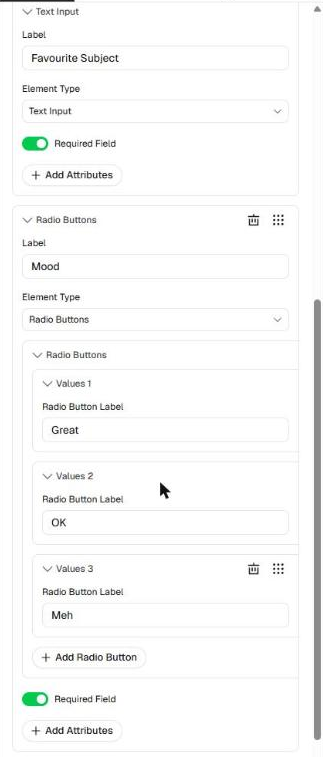 Text Input
Label
Favourite Subject
Element Type
Text Input
Required Field
+ Add Attributes
Radio Buttons
Label
Mood
Element Type
Radio Buttons
Radio Buttons
Values 1
Radio Button Label
Great
Values 2
Radio Button Label
OK
Values 3
Radio Button Label
Meh
+ Add Radio Button
Required Field
+ Add Attributes